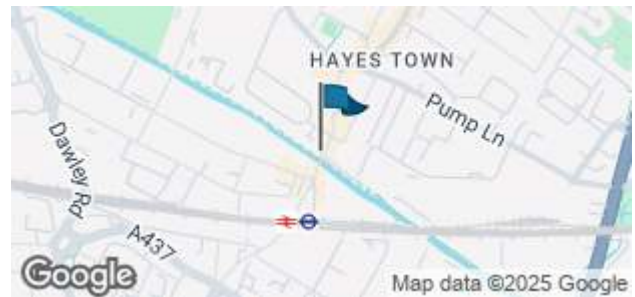 HAYES TOWN
Pump Ln
Dawley Rd
A437
Google
Map data ©2025 Google